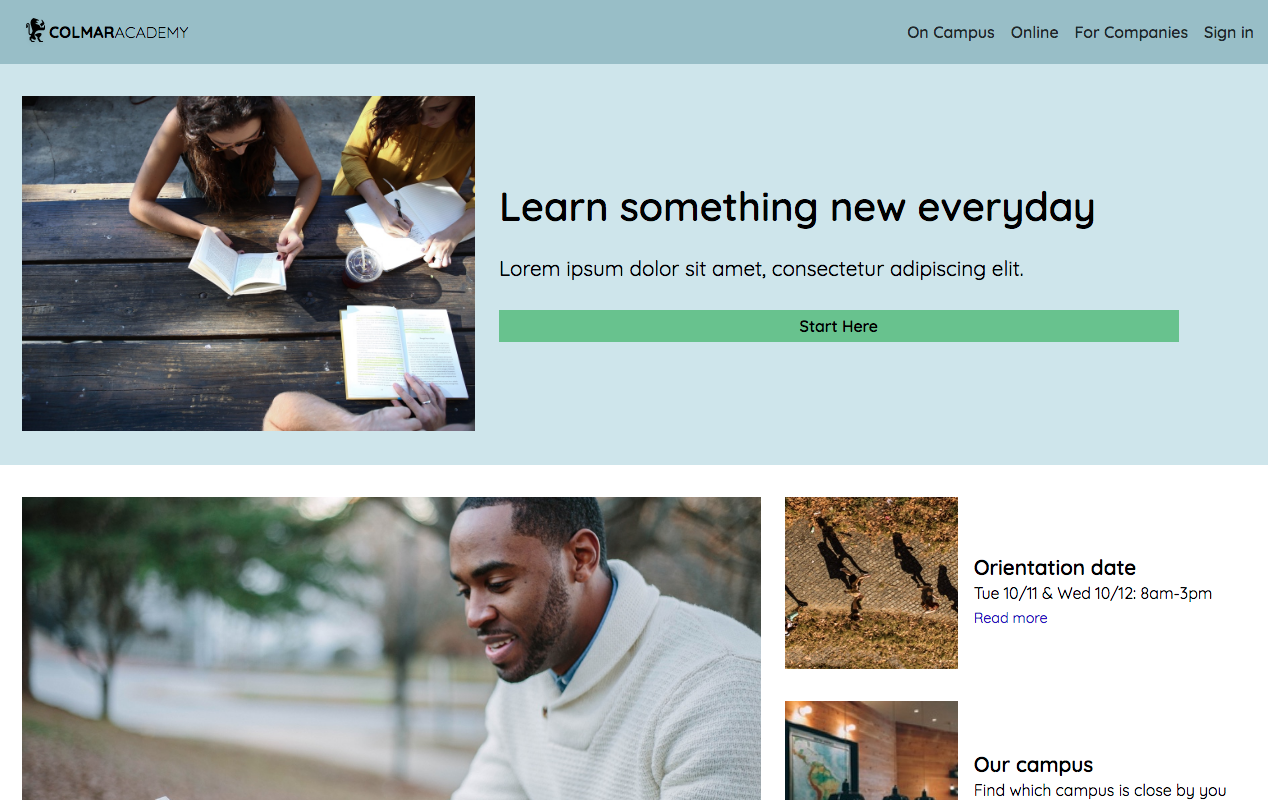 COLMARACADEMY
On Campus Online For Companies Sign in
Learn something new everyday
Lorem ipsum dolor sit amet, consectetur adipiscing elit.
Start Here
Orientation date
Tue 10/11 & Wed 10/12: 8am-3pm
Read more
Our campus
Find which campus is close by you